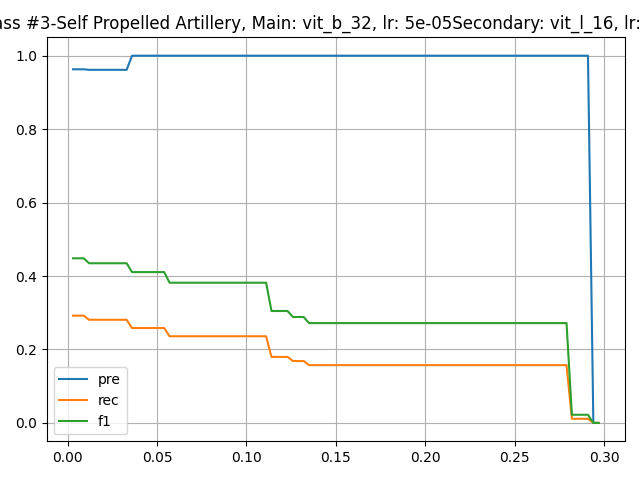 ass #3-Self Propelled Artillery, Main: vit_b_32, lr: 5e-05Secondary: vit_l_16, lr:
1.0
0.8
0.6
0.4
0.2
0.0
pre
rec
f1
0.00 0.05 0.10 0.15 0.20 0.25 0.30